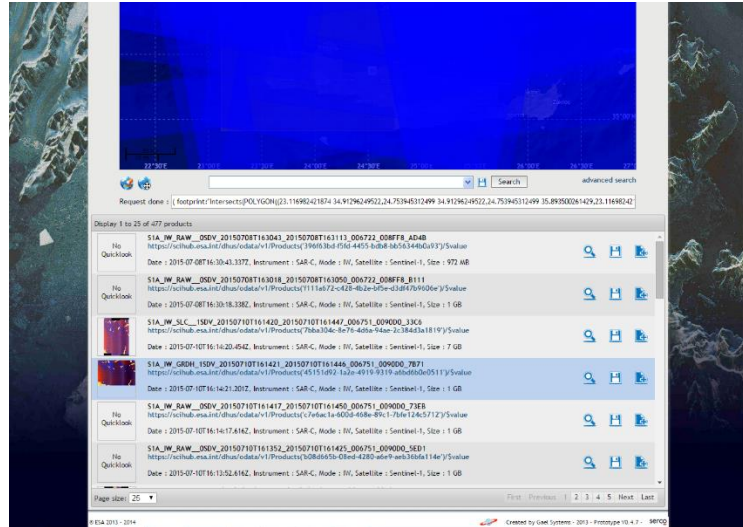 22°30'E 24°00'E 24°30'E 26°00'E 26°30'E 27°
35°00'N
Search advanced search
Request done : ( footprint:"Intersects(POLYGON((23.116982421874 34.91296249522,24.753945312499 34.91296249522,24.753945312499 35.893500261429,23.11698242
Display 1 to 25 of 477 products
No Quicklook
S1A_IW_RAW__0SDV_20150708T163043_20150708T163113_006722_008FF8_AD4B
https://scihub.esa.int/dhus/odata/v1/Products('396f63bd-f5fd-4455-bdb8-bb56344b0a93')/$value
Date : 2015-07-08T16:30:43.337Z, Instrument : SAR-C, Mode : IW, Satellite : Sentinel-1, Size : 972 MB
No Quicklook
S1A_IW_RAW__0SDV_20150708T163018_20150708T163050_006722_008FF8_B111
https://scihub.esa.int/dhus/odata/v1/Products('f111a672-c428-4b2e-bf5e-d3df47b9606e')/$value
Date : 2015-07-08T16:30:18.338Z, Instrument : SAR-C, Mode : IW, Satellite : Sentinel-1, Size : 1 GB
S1A_IW_SLC__1SDV_20150710T161420_20150710T161447_006751_0090D0_33C6
https://scihub.esa.int/dhus/odata/v1/Products('7bba304c-8e76-4d6a-94ae-2c384d3a1819')/$value
Date : 2015-07-10T16:14:20.454Z, Instrument : SAR-C, Mode : IW, Satellite : Sentinel-1, Size : 7 GB
S1A_IW_GRDH_1SDV_20150710T161421_20150710T161446_006751_0090D0_7B71
https://scihub.esa.int/dhus/odata/v1/Products('45151d92-1a2e-4919-9319-a6bd6b0e0511')/$value
Date : 2015-07-10T16:14:21.201Z, Instrument : SAR-C, Mode : IW, Satellite : Sentinel-1, Size : 1 GB
No Quicklook
S1A_IW_RAW__0SDV_20150710T161417_20150710T161450_006751_0090D0_73EB
https://scihub.esa.int/dhus/odata/v1/Products('c7e6ac1a-600d-468e-89c1-7bfe124c5712')/$value
Date : 2015-07-10T16:14:17.616Z, Instrument : SAR-C, Mode : IW, Satellite : Sentinel-1, Size : 1 GB
No Quicklook
S1A_IW_RAW__0SDV_20150710T161352_20150710T161425_006751_0090D0_5ED1
https://scihub.esa.int/dhus/odata/v1/Products('b08d665b-08ed-4280-a6e9-aeb36bfa114e')/$value
Date : 2015-07-10T16:13:52.616Z, Instrument : SAR-C, Mode : IW, Satellite : Sentinel-1, Size : 1 GB
Page size: 25 First Previous 1 2 3 4 5 Next Last
© ESA 2013 - 2014 Created by Gael Systems - 2013 - Prototype V0.4.7 - serco